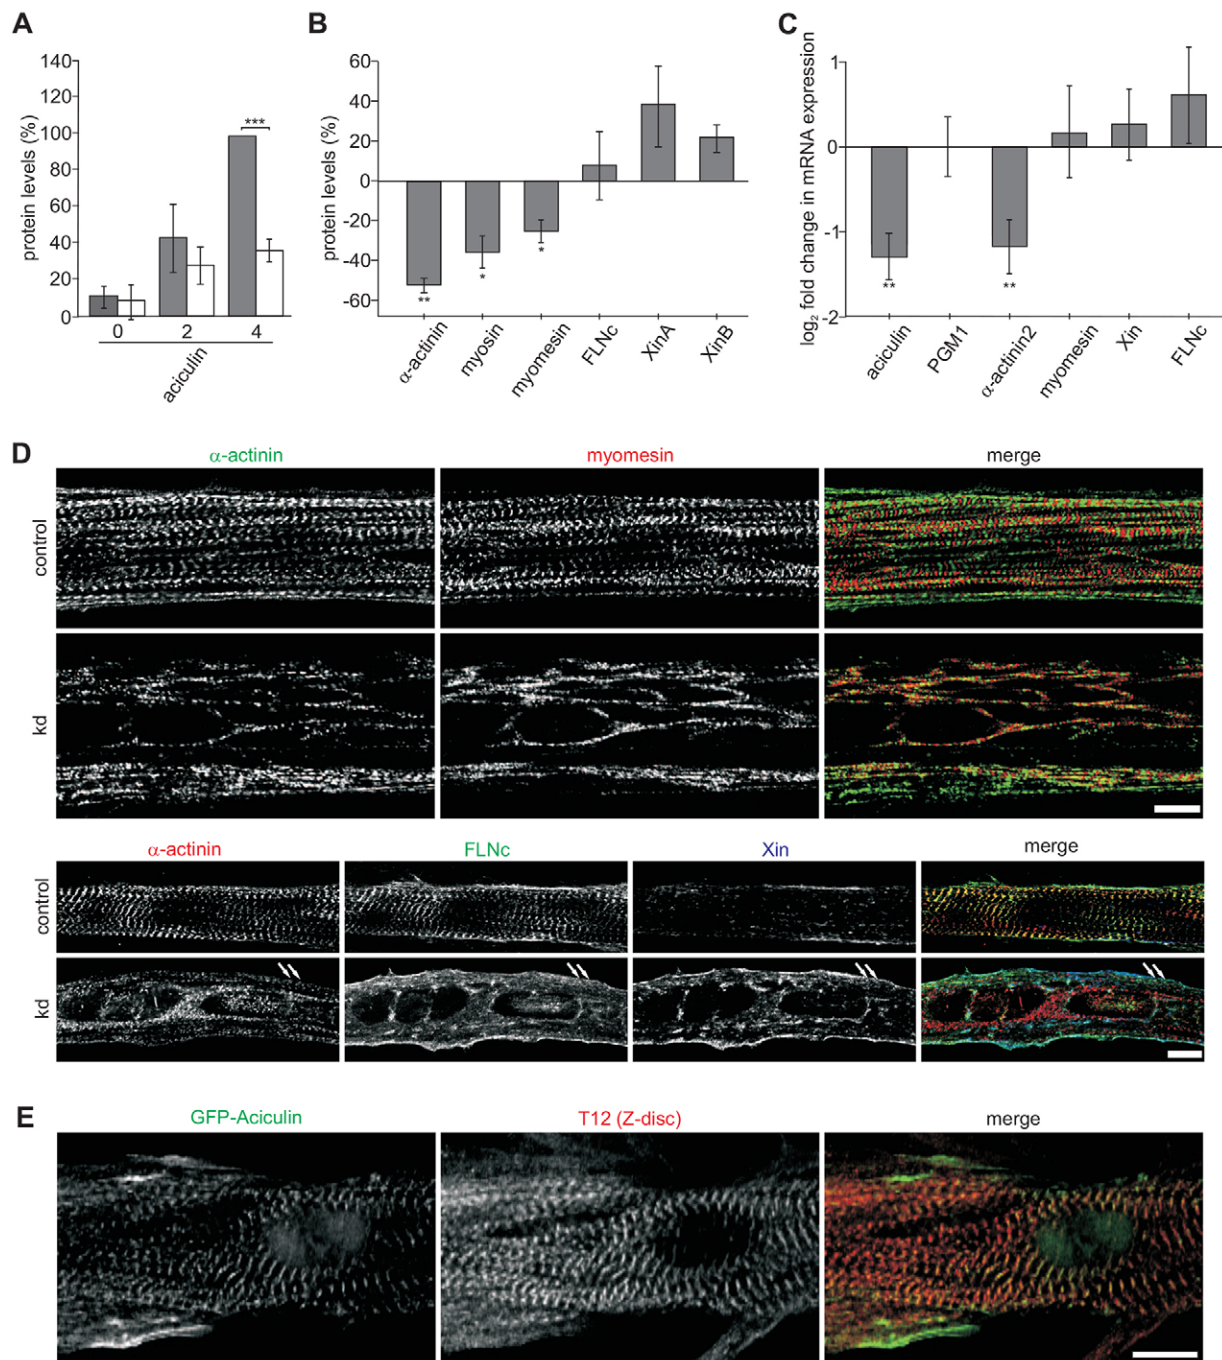 A
protein levels (%)
140
120
100
80
60
40
20
0
***
0 2 4
aciculin
B
protein levels (%)
60
40
20
0
-20
-40
-60
** * *
α-actinin myosin myomesin FLNc XinA XinB
C
log2 fold change in mRNA expression
1
0
-1
-2
** **
aciculin PGM1 α-actinin2 myomesin Xin FLNc
D
α-actinin myomesin merge
control
kd
α-actinin FLNc Xin merge
control
kd
E
GFP-Aciculin T12 (Z-disc) merge